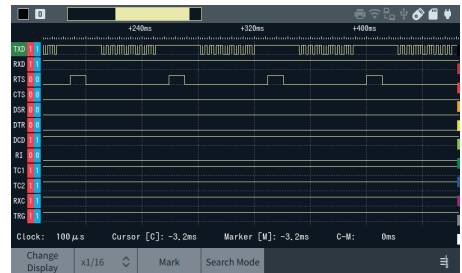 D
+240ms +320ms +400ms
TXD 1 1
RXD 1 1
RTS 0 0
CTS 0 0
DSR 0 0
DTR 0 0
DCD 1 1
RI 0 0
TC1 1 1
TC2 1 1
RXC 1 1
TRG 1 1
Clock: 100μs Cursor [C]: -3.2ms Marker [M]: -3.2ms C-M: 0ms
Change Display x1/16 Mark Search Mode